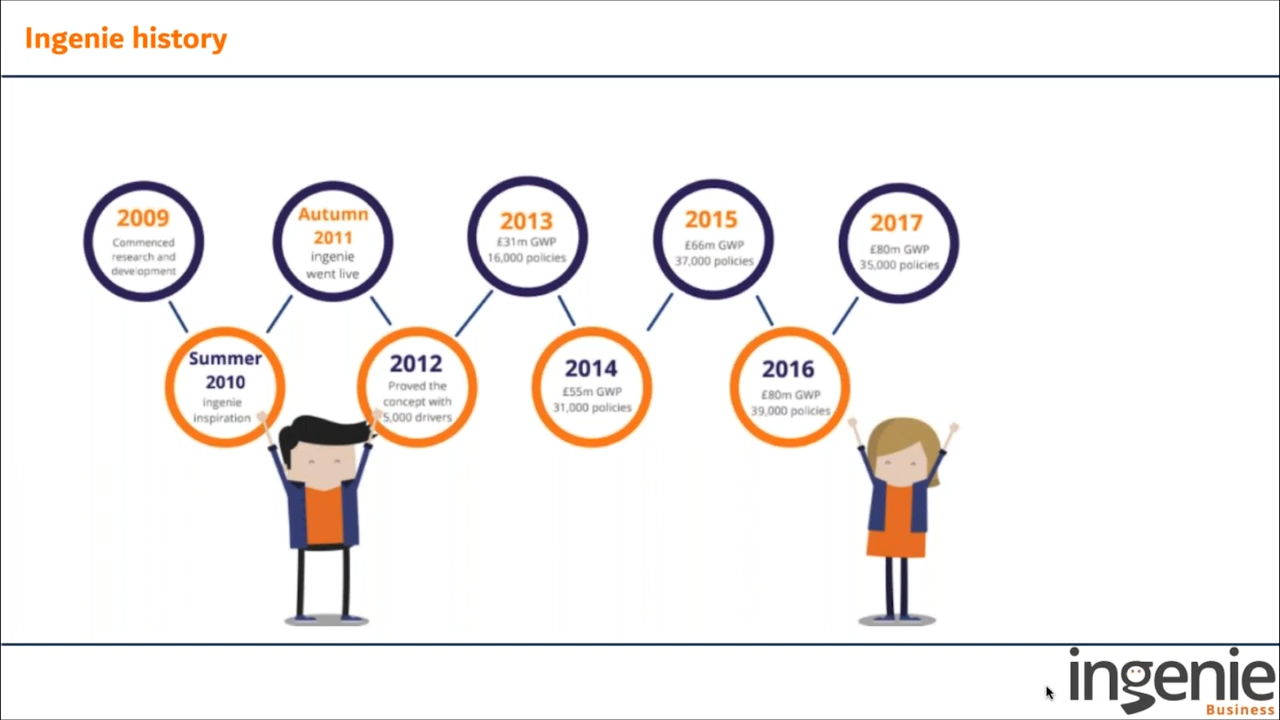 Ingenie history
2009
Commenced
research and
development
Summer
2010
ingenie
inspiration
Autumn
2011
ingenie
went live
2012
Proved the
concept with
5,000 drivers
2013
£31m GWP
16,000 policies
2014
£55m GWP
31,000 policies
2015
£66m GWP
37,000 policies
2016
£80m GWP
39,000 policies
2017
£80m GWP
35,000 policies
ingenie
Business